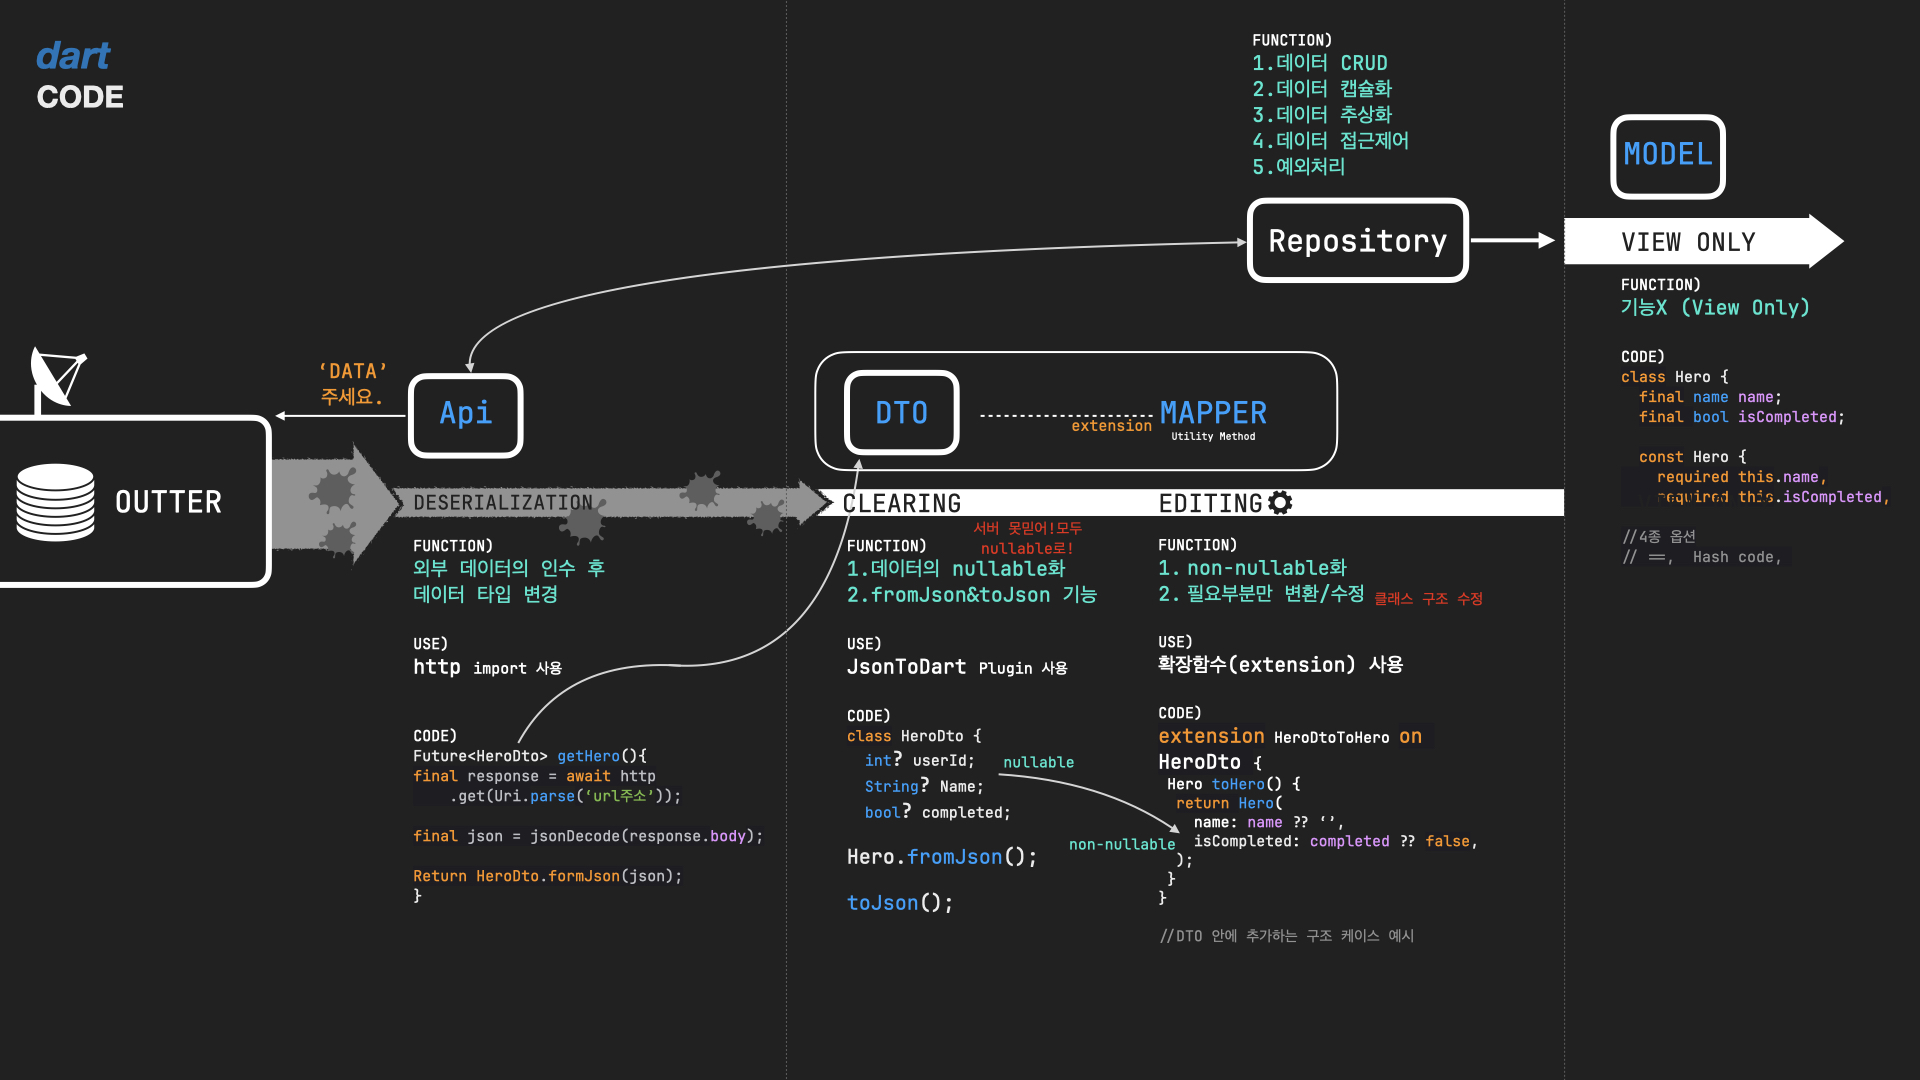 dart
CODE
FUNCTION)
1.데이터 CRUD
2.데이터 캡슐화
3.데이터 추상화
4.데이터 접근제어
5.예외처리
Repository
MODEL
VIEW ONLY
FUNCTION)
기능X (View Only)
CODE)
class Hero {
final name name;
final bool isCompleted;
const Hero {
required this.name,
required this.isCompleted,
//4종 옵션
// ==, Hash code,
OUTTER
‘DATA’
주세요.
Api
DESERIALIZATION
FUNCTION)
외부 데이터의 인수 후
데이터 타입 변경
USE)
http import 사용
CODE)
Future<HeroDto> getHero(){
final response = await http
.get(Uri.parse(‘url주소’));
final json = jsonDecode(response.body);
Return HeroDto.formJson(json);
}
DTO
extension
MAPPER
Utility Method
CLEARING
서버 못믿어!모두
nullable로!
FUNCTION)
1.데이터의 nullable화
2.fromJson&toJson 기능
USE)
JsonToDart Plugin 사용
CODE)
class HeroDto {
int? userId;
nullable
String? Name;
bool? completed;
non-nullable
Hero.fromJson();
toJson();
EDITING
FUNCTION)
1. non-nullable화
2. 필요부분만 변환/수정 클래스 구조 수정
USE)
확장함수(extension) 사용
CODE)
extension HeroDtoToHero on
HeroDto {
Hero toHero() {
return Hero(
name: name ?? ‘’,
isCompleted: completed ?? false,
);
}
}
//DTO 안에 추가하는 구조 케이스 예시